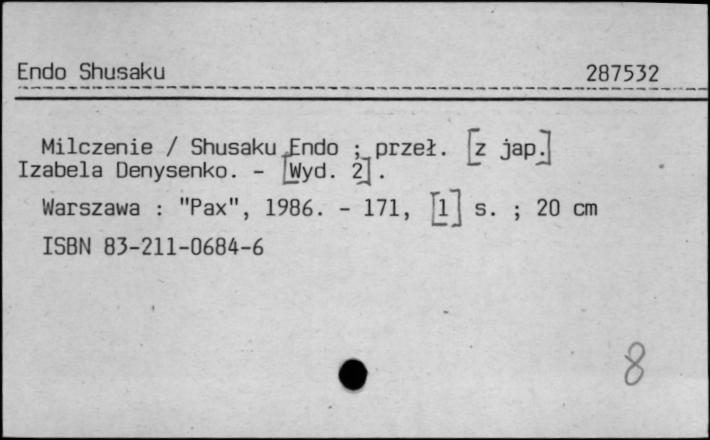 Endo Shusaku 287532
Milczenie / Shusaku Endo ; przeł. [z jap.]
Izabela Denysenko. - [Wyd. 2].
Warszawa : "Pax", 1986. - 171, [1] s. ; 20 cm
ISBN 83-211-0684-6
8